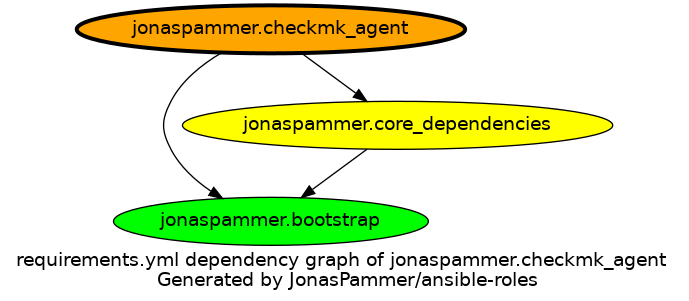 jonaspammer.checkmk_agent
jonaspammer.core_dependencies
jonaspammer.bootstrap
requirements.yml dependency graph of jonaspammer.checkmk_agent
Generated by JonasPammer/ansible-roles